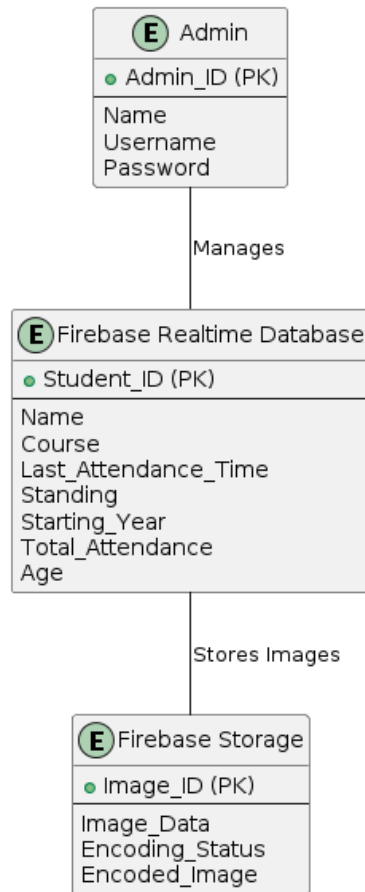 E Admin
Admin_ID (PK)
Name
Username
Password
Manages
E Firebase Realtime Database
Student_ID (PK)
Name
Course
Last_Attendance_Time
Standing
Starting_Year
Total_Attendance
Age
Stores Images
E Firebase Storage
Image_ID (PK)
Image_Data
Encoding_Status
Encoded_Image